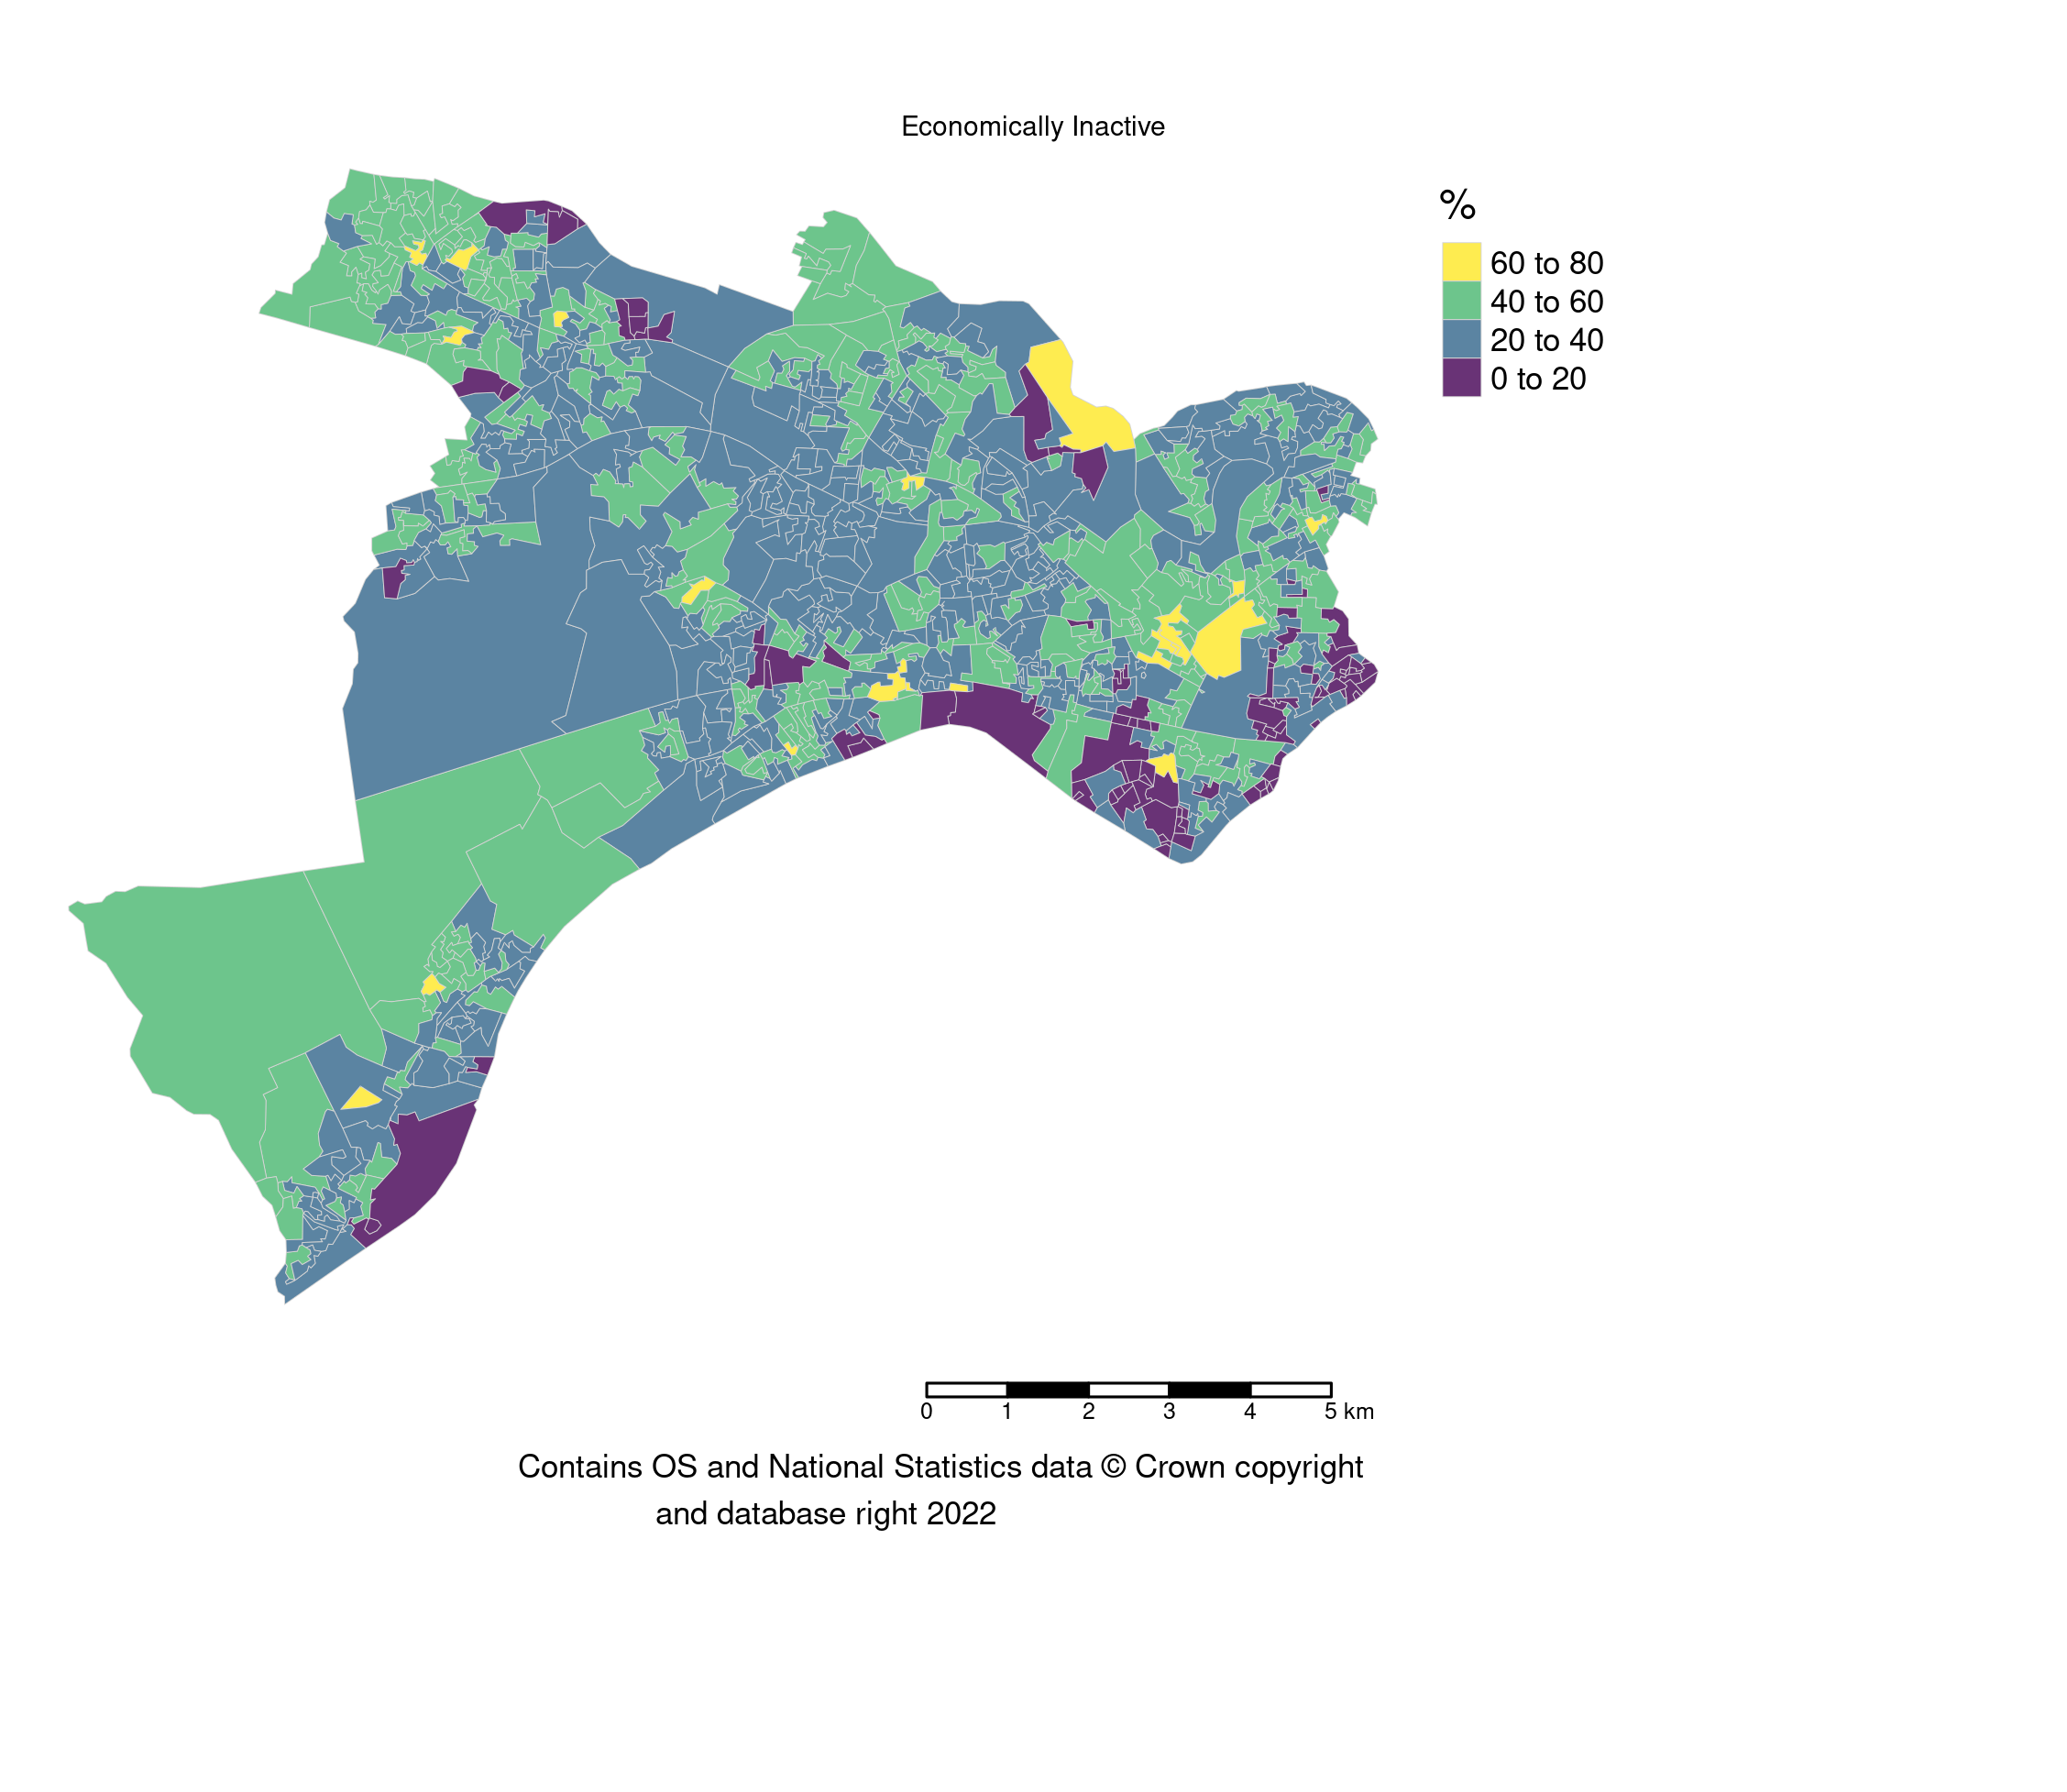 Economically Inactive
%
60 to 80
40 to 60
20 to 40
0 to 20
0 1 2 3 4 5 km
Contains OS and National Statistics data © Crown copyright
and database right 2022